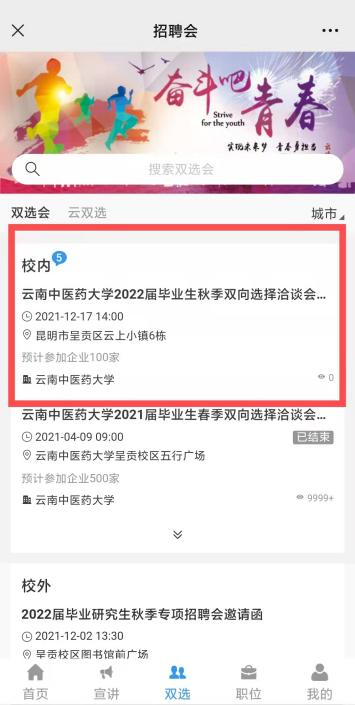 招聘会
奋斗吧
青春
Strive
for the youth
实现未来梦 青春勇担当
搜索双选会
双选会 云双选 城市
校内 5
云南中医药大学2022届毕业生秋季双向选择洽谈会...
2021-12-17 14:00
昆明市呈贡区云上小镇6栋
预计参加企业100家
云南中医药大学 0
云南中医药大学2021届毕业生春季双向选择洽谈会...
2021-04-09 09:00 已结束
云南中医药大学呈贡校区五行广场
预计参加企业500家
云南中医药大学 9999+
校外
2022届毕业研究生秋季专项招聘会邀请函
2021-12-02 13:30
呈贡校区图书馆前广场
首页 宣讲 双选 职位 我的